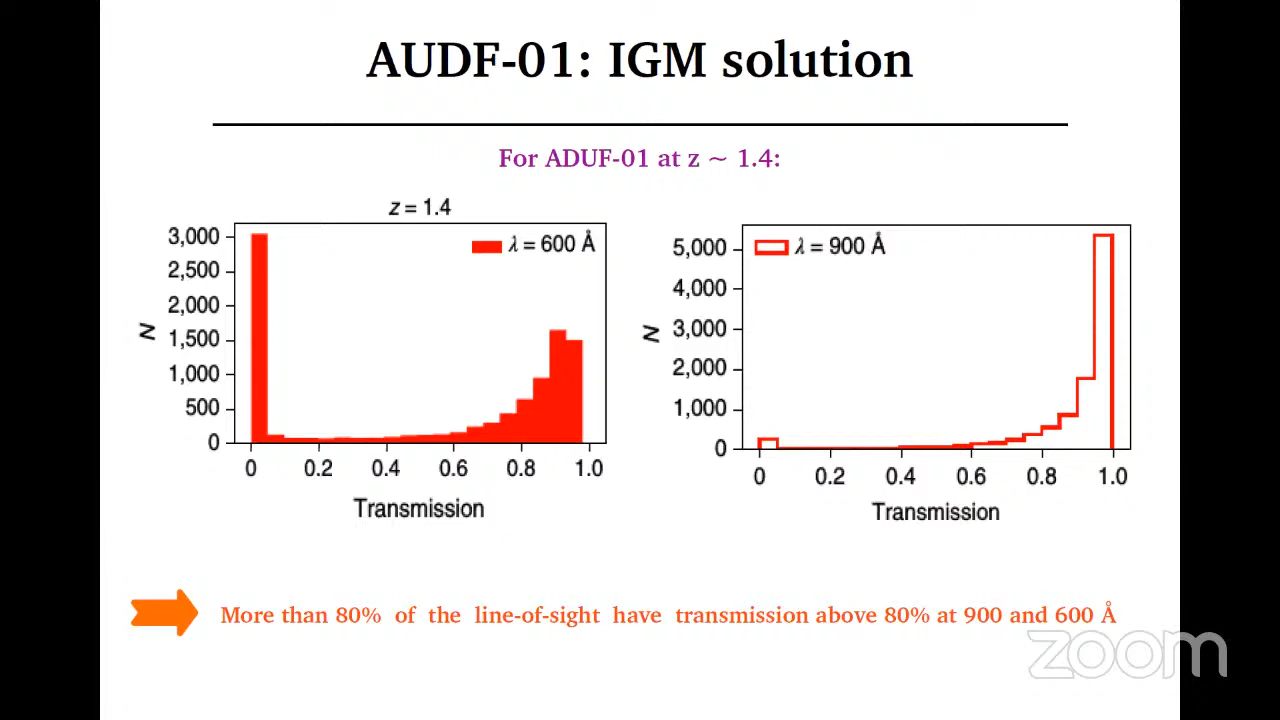 AUDF-01: IGM solution
For ADUF-01 at z ~ 1.4:
z = 1.4
λ = 600 Å
3,000
2,500
2,000
1,500
1,000
500
0
N
0 0.2 0.4 0.6 0.8 1.0
Transmission
λ = 900 Å
5,000
4,000
3,000
2,000
1,000
0
N
0 0.2 0.4 0.6 0.8 1.0
Transmission
More than 80% of the line-of-sight have transmission above 80% at 900 and 600 Å
zoom